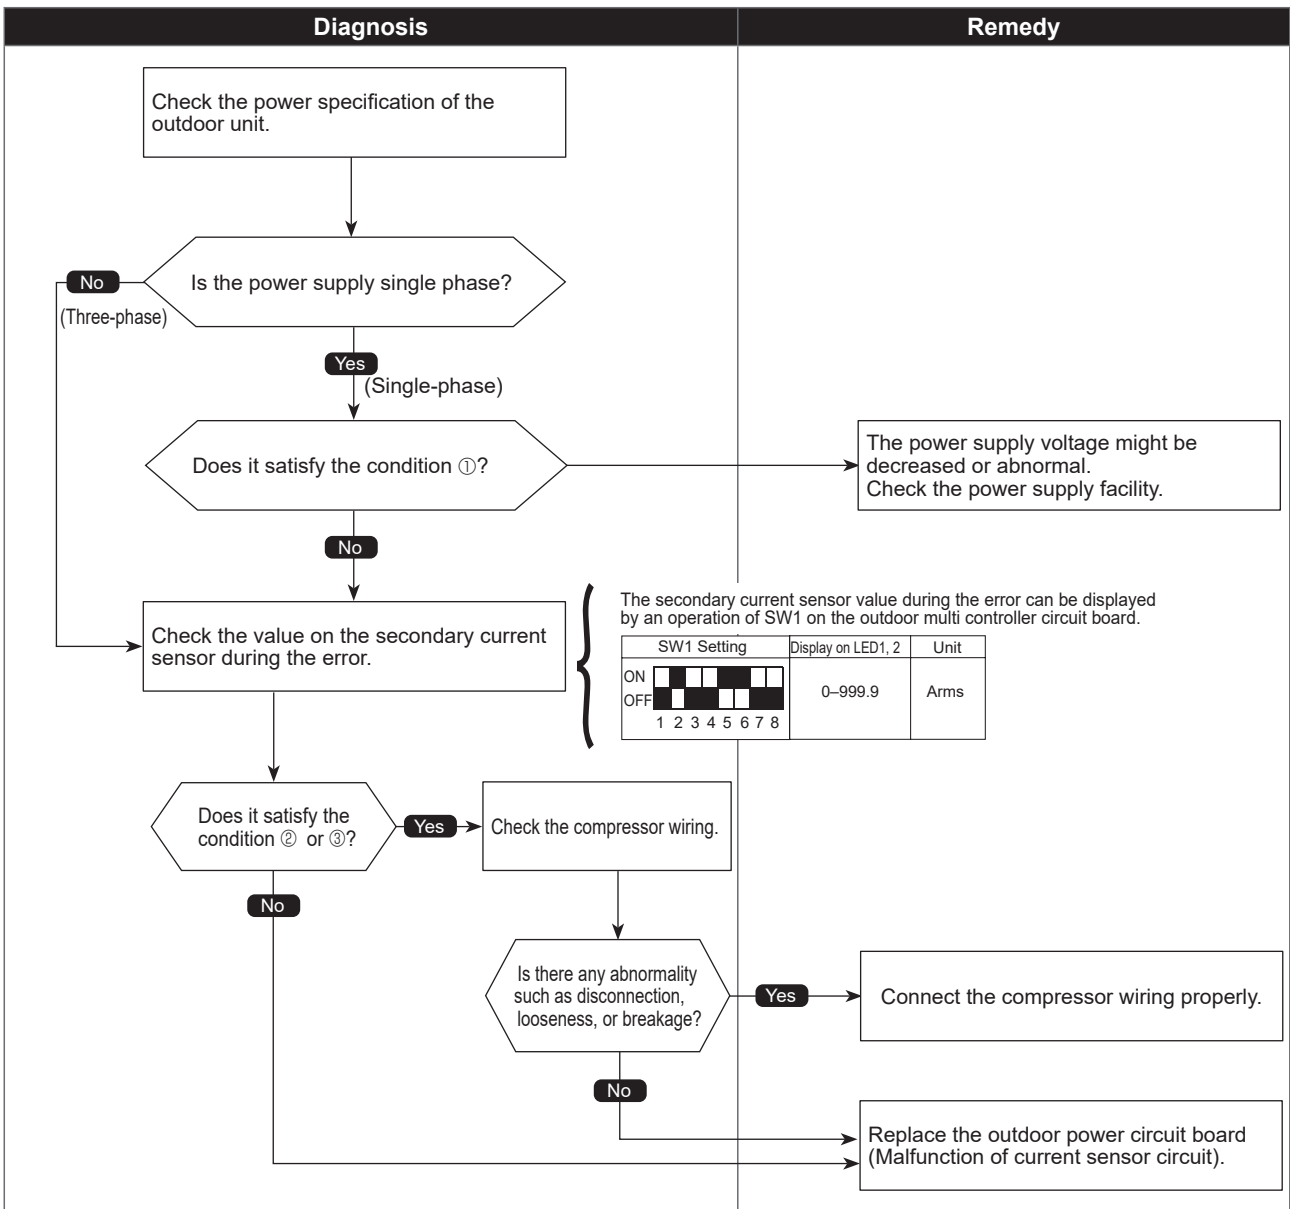 Diagnosis
Remedy
Check the power specification of the
outdoor unit.
Is the power supply single phase?
No
(Three-phase)
Yes
(Single-phase)
Does it satisfy the condition ①?
The power supply voltage might be
decreased or abnormal.
Check the power supply facility.
No
Check the value on the secondary current
sensor during the error.
The secondary current sensor value during the error can be displayed
by an operation of SW1 on the outdoor multi controller circuit board.
SW1 Setting
Display on LED1, 2
Unit
ON
OFF
1 2 3 4 5 6 7 8
0–999.9
Arms
Does it satisfy the
condition ② or ③?
Yes
Check the compressor wiring.
No
Is there any abnormality
such as disconnection,
looseness, or breakage?
Yes
Connect the compressor wiring properly.
No
Replace the outdoor power circuit board
(Malfunction of current sensor circuit).